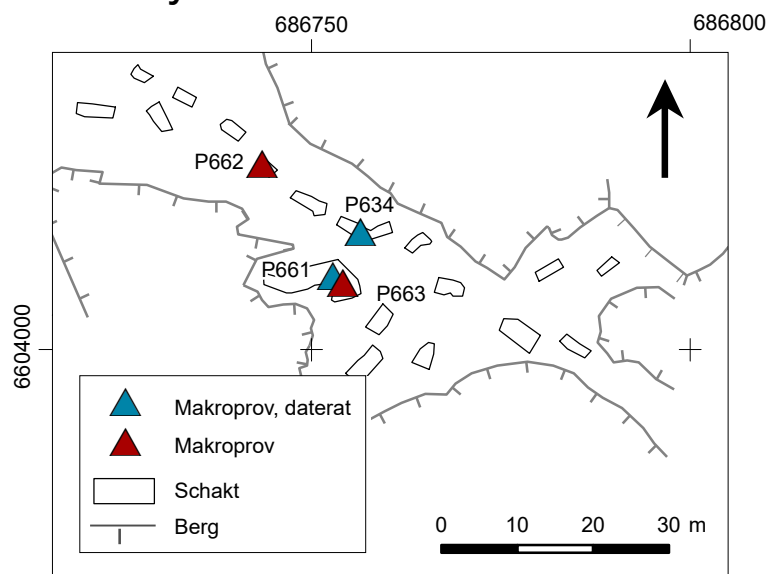 686750
686800
P662
P634
P661
P663
6604000
Makroprov, daterat
Makroprov
Schakt
Berg
0 10 20 30 m